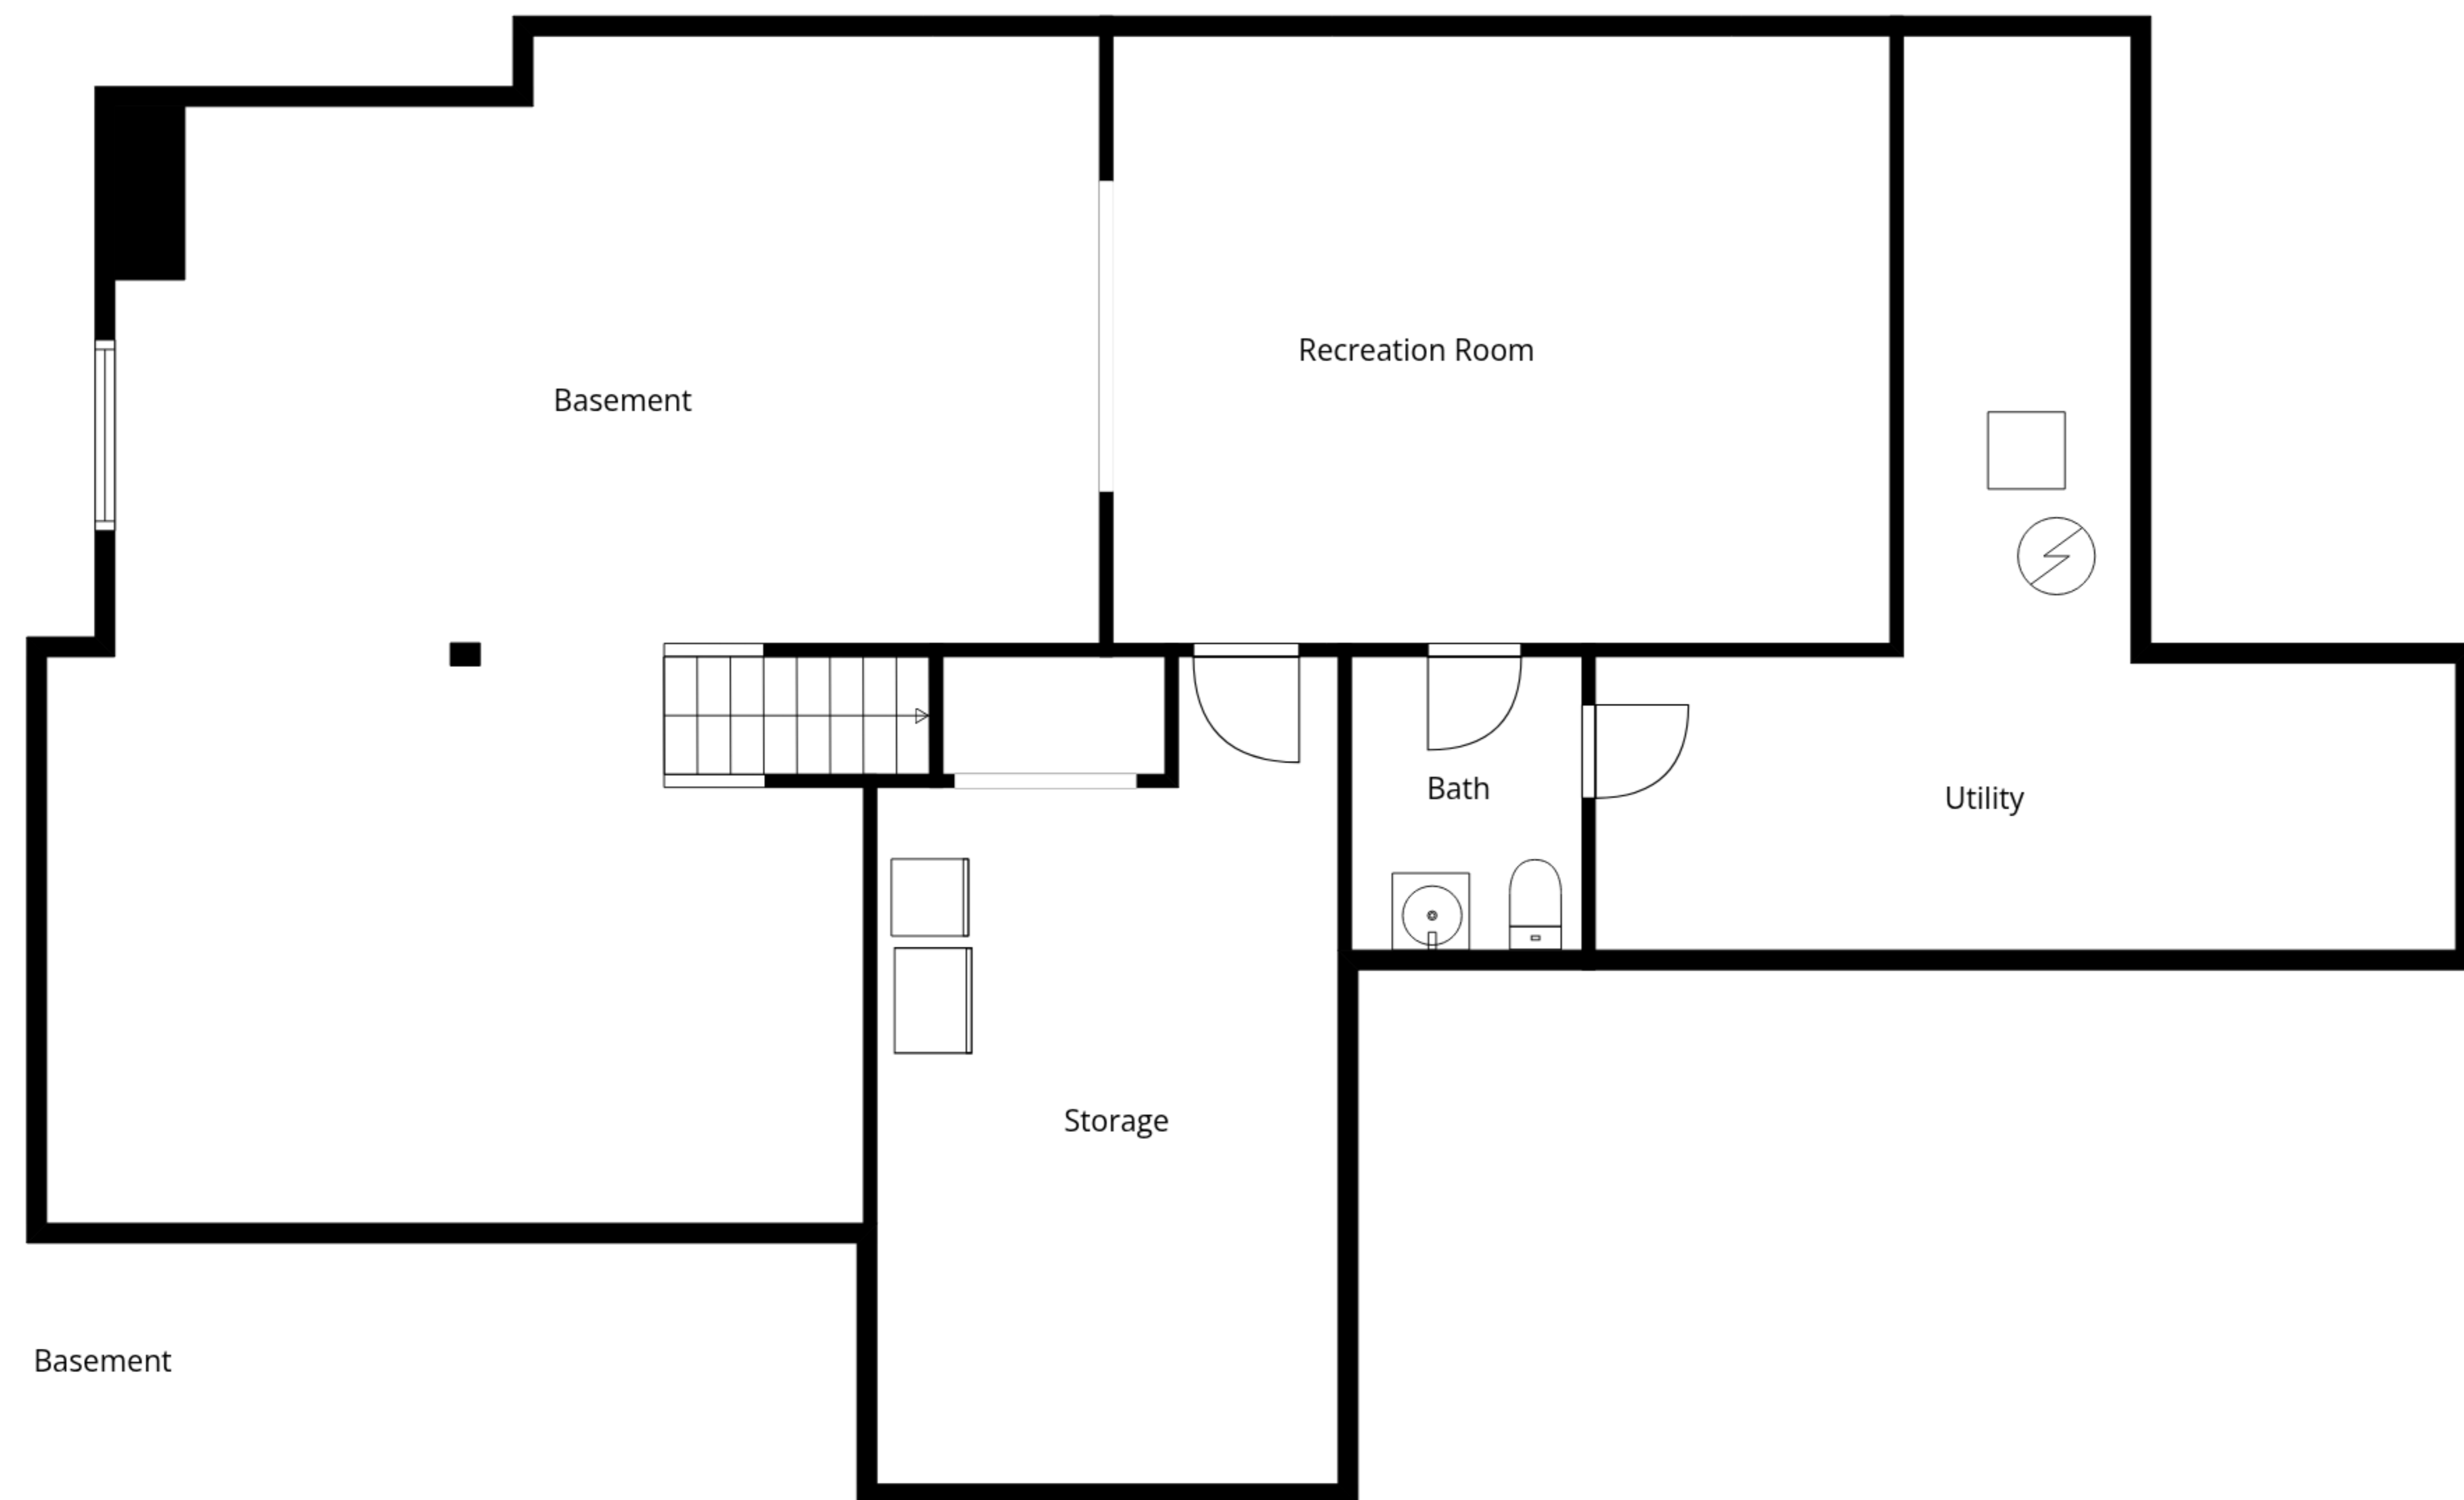 Recreation Room
Basement
Bath
Utility
Storage
Basement